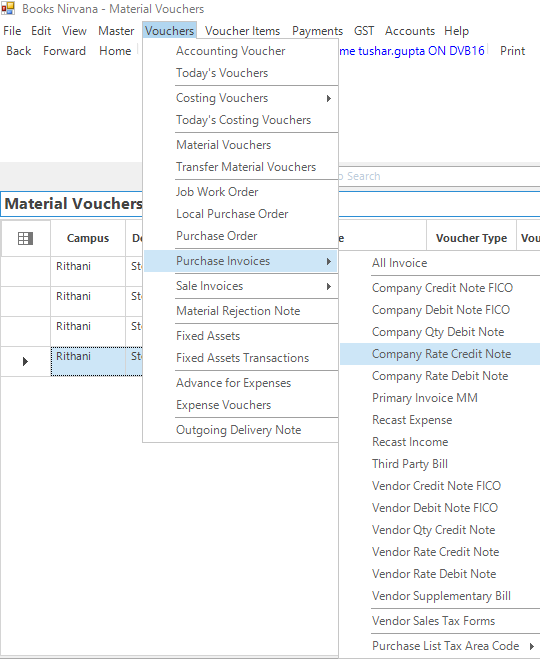 Books Nirvana - Material Vouchers
File Edit View Master Vouchers Voucher Items Payments GST Accounts Help
Back Forward Home me tushar.gupta ON DVB16 Print
Accounting Voucher
Today's Vouchers
Costing Vouchers
Today's Costing Vouchers
Material Vouchers
Transfer Material Vouchers
to Search
Job Work Order
Material Vouchers
Local Purchase Order
Campus Purchase Order Voucher Type
Rithani Purchase Invoices
All Invoice
Sale Invoices
Company Credit Note FICO
Rithani
Material Rejection Note
Company Debit Note FICO
Rithani
Fixed Assets
Company Qty Debit Note
Rithani Fixed Assets Transactions
Company Rate Credit Note
Advance for Expenses
Company Rate Debit Note
Expense Vouchers
Primary Invoice MM
Recast Expense
Outgoing Delivery Note
Recast Income
Third Party Bill
Vendor Credit Note FICO
Vendor Debit Note FICO
Vendor Qty Credit Note
Vendor Rate Credit Note
Vendor Rate Debit Note
Vendor Supplementary Bill
Vendor Sales Tax Forms
Purchase List Tax Area Code